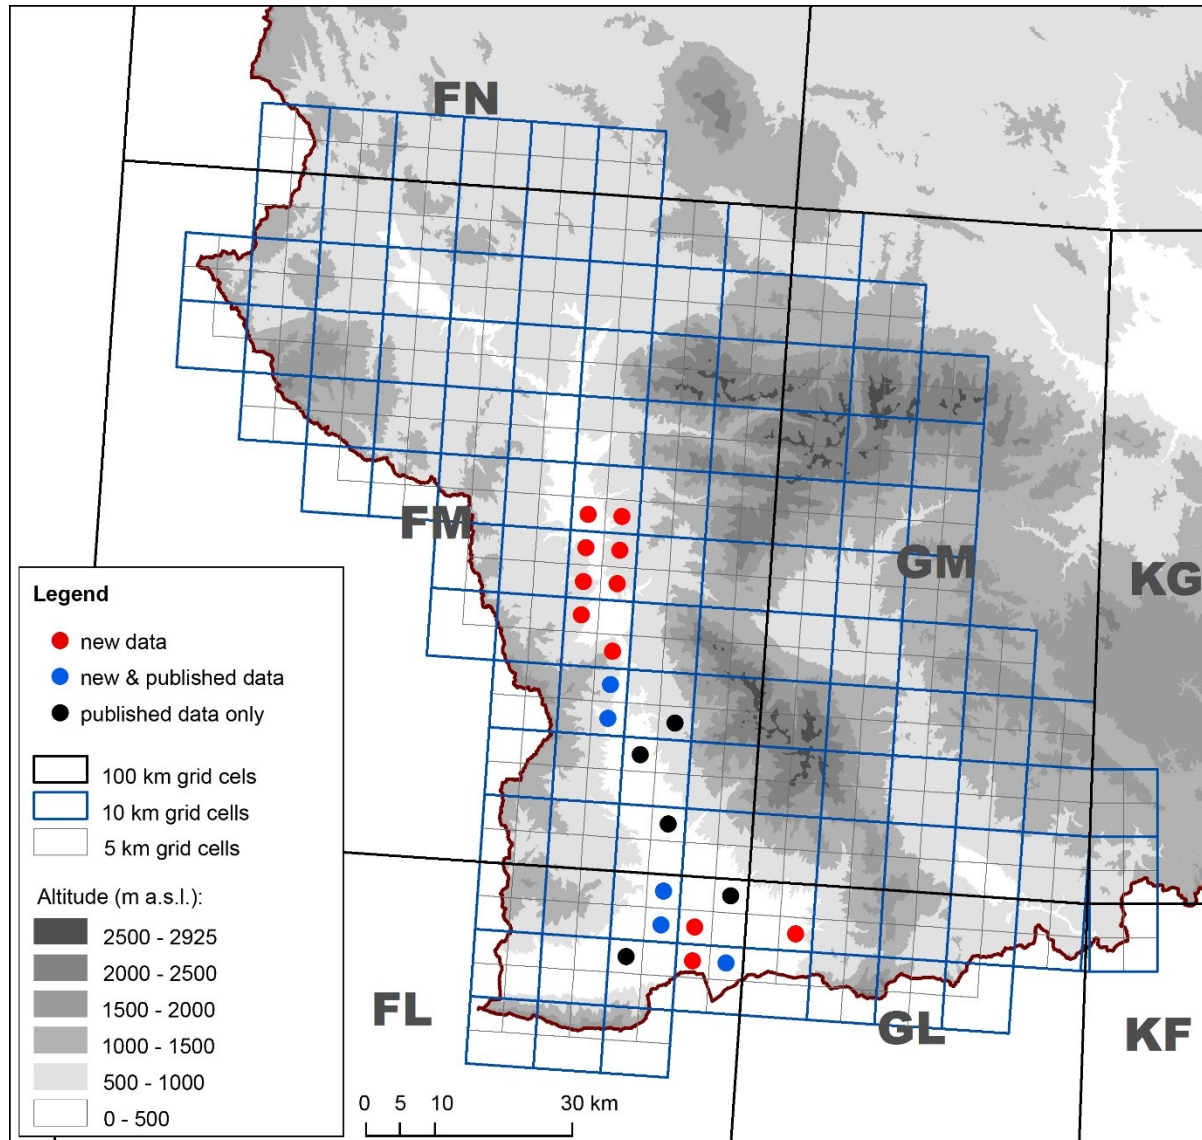 FN
FM
GM
KG
Legend
new data
new & published data
published data only
100 km grid cels
10 km grid cells
5 km grid cells
Altitude (m a.s.l.):
2500 - 2925
2000 - 2500
1500 - 2000
1000 - 1500
500 - 1000
0 - 500
FL
GL
KF
0 5 10 30 km